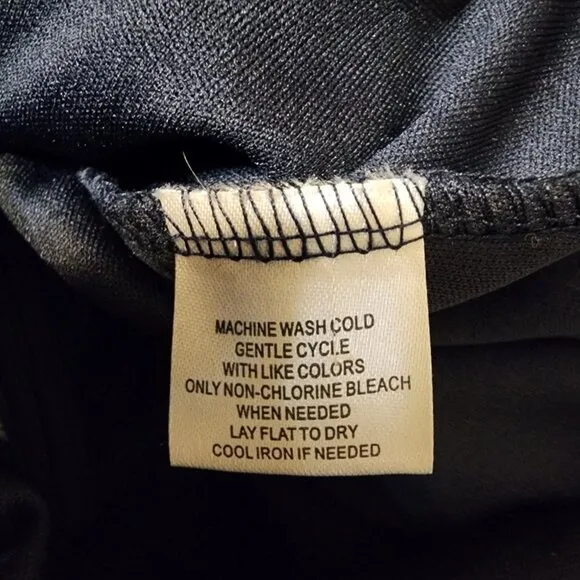 MACHINE WASH COLD
GENTLE CYCLE
WITH LIKE COLORS
ONLY NON-CHLORINE BLEACH
WHEN NEEDED
LAY FLAT TO DRY
COOL IRON IF NEEDED